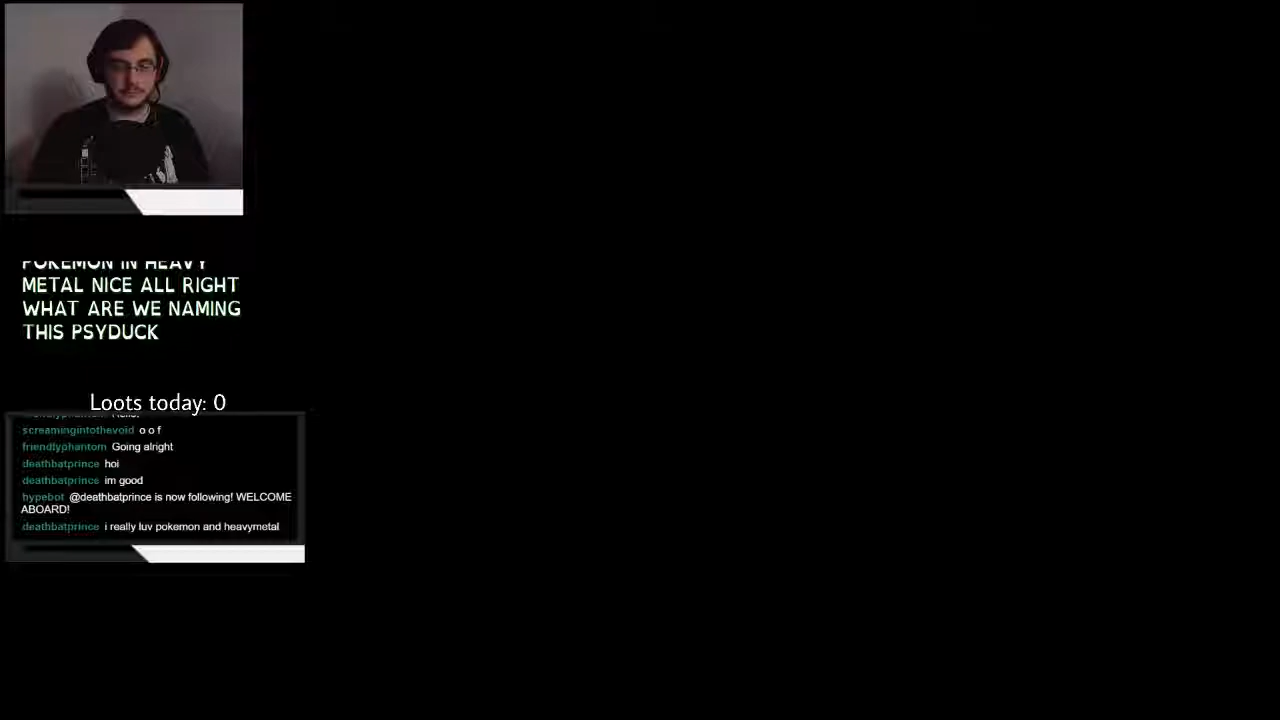 POKEMON IN HEAVY
METAL NICE ALL RIGHT
WHAT ARE WE NAMING
THIS PSYDUCK
Loots today: 0
friendlyphantom Hello!
screamingintothevoid o o f
friendlyphantom Going alright
deathbatprince hoi
deathbatprince im good
hypebot @deathbatprince is now following! WELCOME
ABOARD!
deathbatprince i really luv pokemon and heavymetal